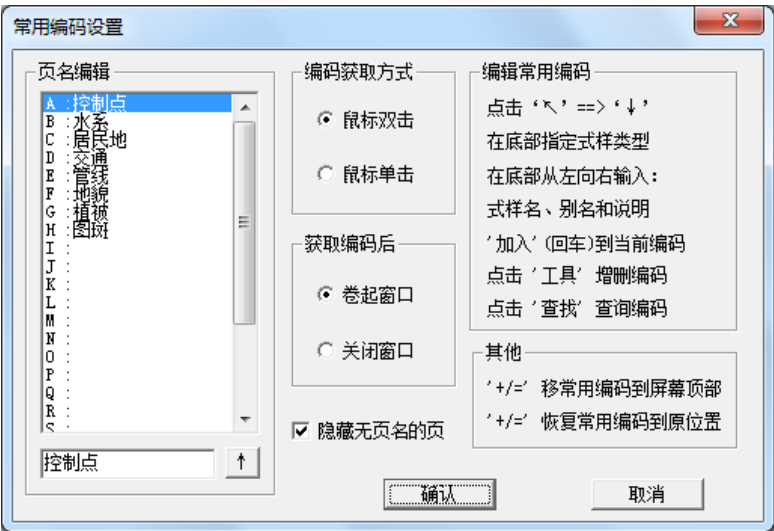 常用编码设置
页名编辑
A :控制点
B :水系
C :居民地
D :交通
E :管线
F :地貌
G :植被
H :图斑
I :
J :
K :
L :
M :
N :
O :
P :
Q :
R :
S :
控制点
↑
编码获取方式
鼠标双击
鼠标单击
获取编码后
卷起窗口
关闭窗口
隐藏无页名的页
编辑常用编码
点击 ‘↖’ ==> ‘↓’
在底部指定式样类型
在底部从左向右输入:
式样名、别名和说明
'加入' (回车)到当前编码
点击 '工具' 增删编码
点击 '查找' 查询编码
其他
'+/=' 移常用编码到屏幕顶部
'+/=' 恢复常用编码到原位置
确认
取消